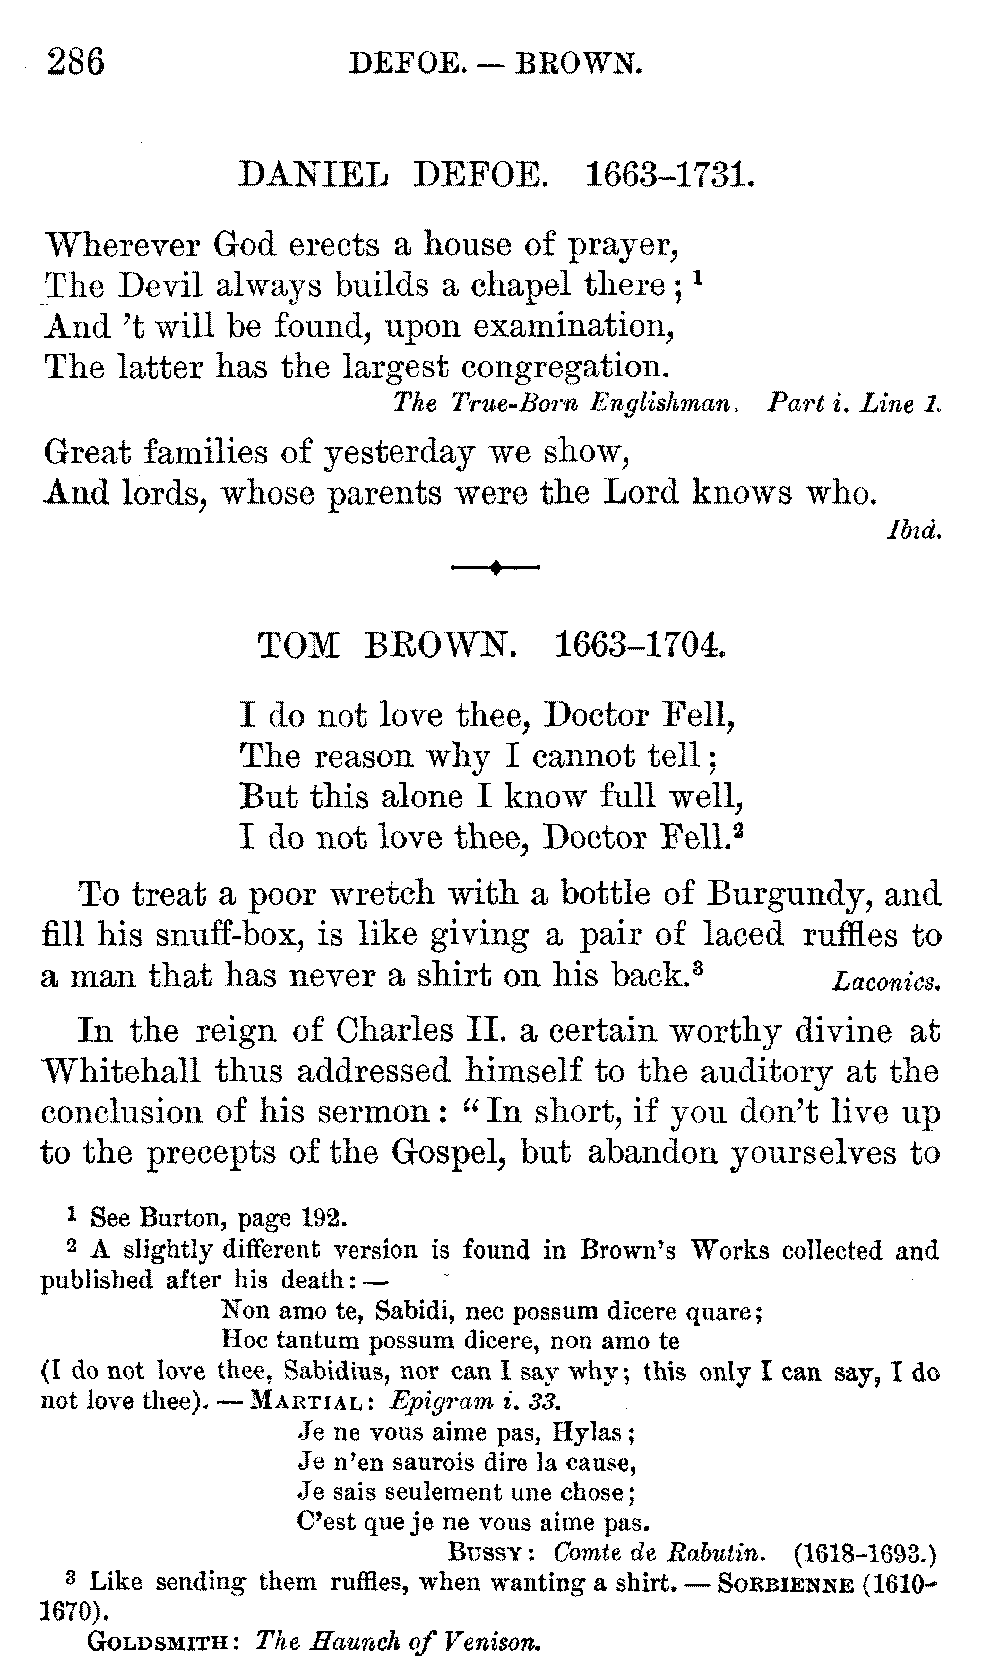 286 DEFOE. — BROWN.
DANIEL DEFOE. 1663–1731.
Wherever God erects a house of prayer,
The Devil always builds a chapel there; ¹
And 't will be found, upon examination,
The latter has the largest congregation.
The True-Born Englishman. Part i. Line 1.
Great families of yesterday we show,
And lords, whose parents were the Lord knows who.
Ibid.
TOM BROWN. 1663–1704.
I do not love thee, Doctor Fell,
The reason why I cannot tell;
But this alone I know full well,
I do not love thee, Doctor Fell.²
To treat a poor wretch with a bottle of Burgundy, and
fill his snuff-box, is like giving a pair of laced ruffles to
a man that has never a shirt on his back.³ Laconics.
In the reign of Charles II. a certain worthy divine at
Whitehall thus addressed himself to the auditory at the
conclusion of his sermon: "In short, if you don't live up
to the precepts of the Gospel, but abandon yourselves to
¹ See Burton, page 192.
² A slightly different version is found in Brown's Works collected and
published after his death: —
Non amo te, Sabidi, nec possum dicere quare;
Hoc tantum possum dicere, non amo te
(I do not love thee, Sabidius, nor can I say why; this only I can say, I do
not love thee). — MARTIAL: Epigram i. 33.
Je ne vous aime pas, Hylas;
Je n'en saurois dire la cause,
Je sais seulement une chose;
C'est que je ne vous aime pas.
BUSSY: Comte de Rabutin. (1618–1693.)
³ Like sending them ruffles, when wanting a shirt. — SORBIENNE (1610–
1670).
GOLDSMITH: The Haunch of Venison.